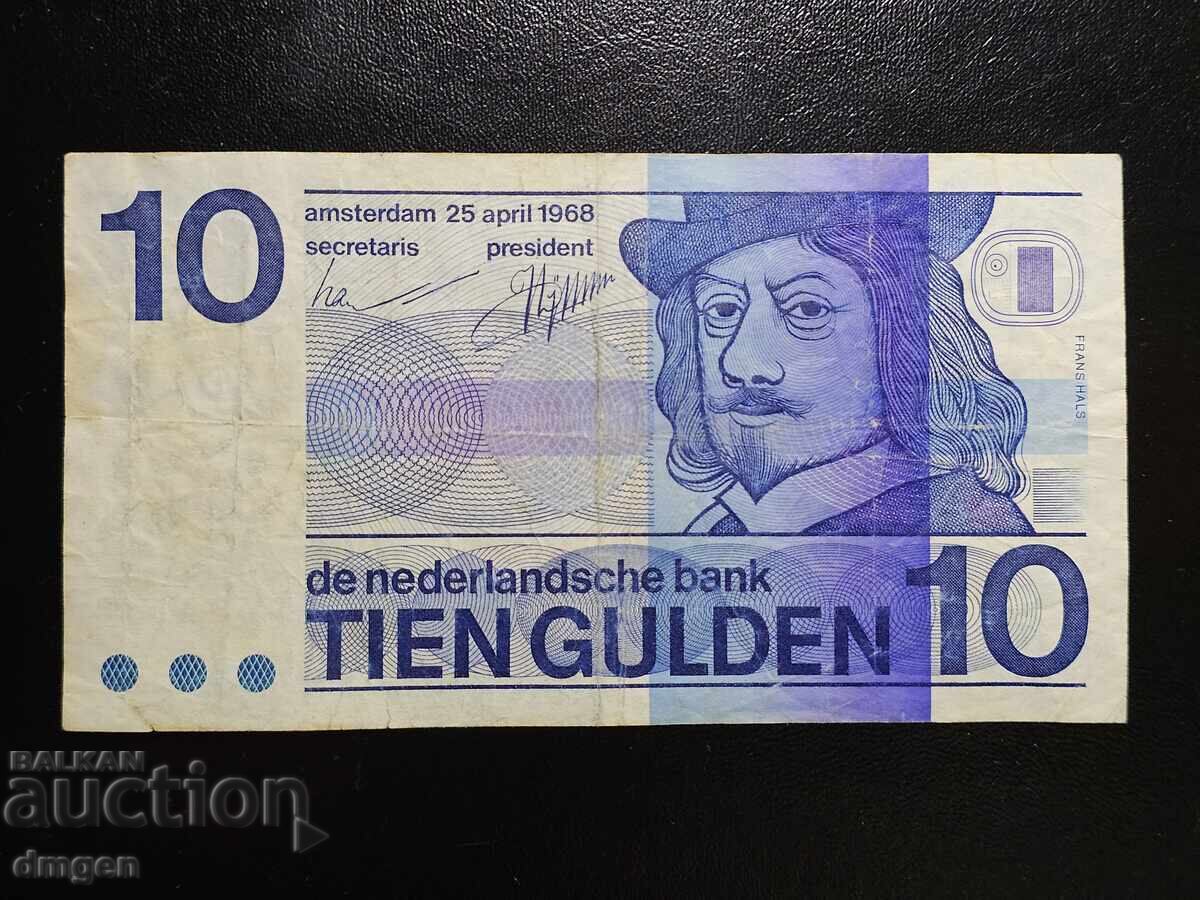 10
amsterdam 25 april 1968
secretaris president
FRANS HALS
de nederlandsche bank
TIEN GULDEN
10
BALKAN
auction
dmgen